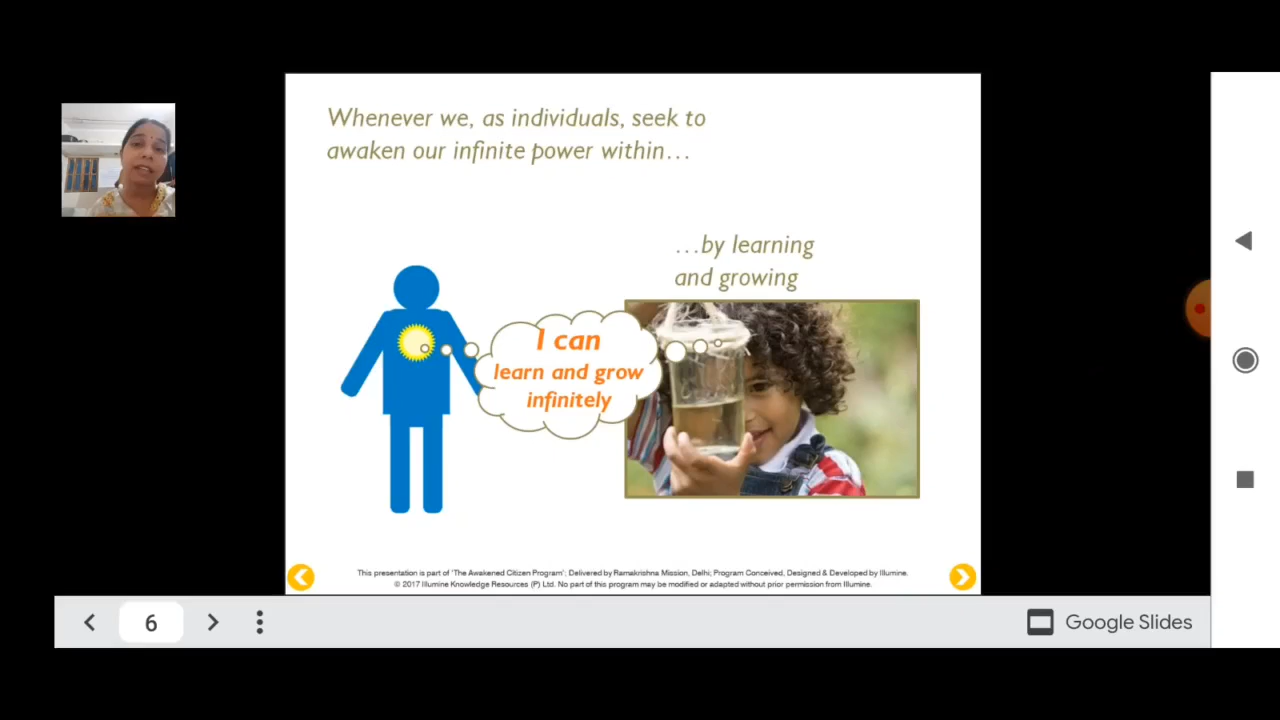 Whenever we, as individuals, seek to
awaken our infinite power within…
…by learning
and growing
I can
learn and grow
infinitely
This presentation is part of 'The Awakened Citizen Program'; Delivered by Ramakrishna Mission, Delhi; Program Conceived, Designed & Developed by Illumine.
© 2017 Illumine Knowledge Resources (P) Ltd. No part of this program may be modified or adapted without prior permission from Illumine.
6
Google Slides